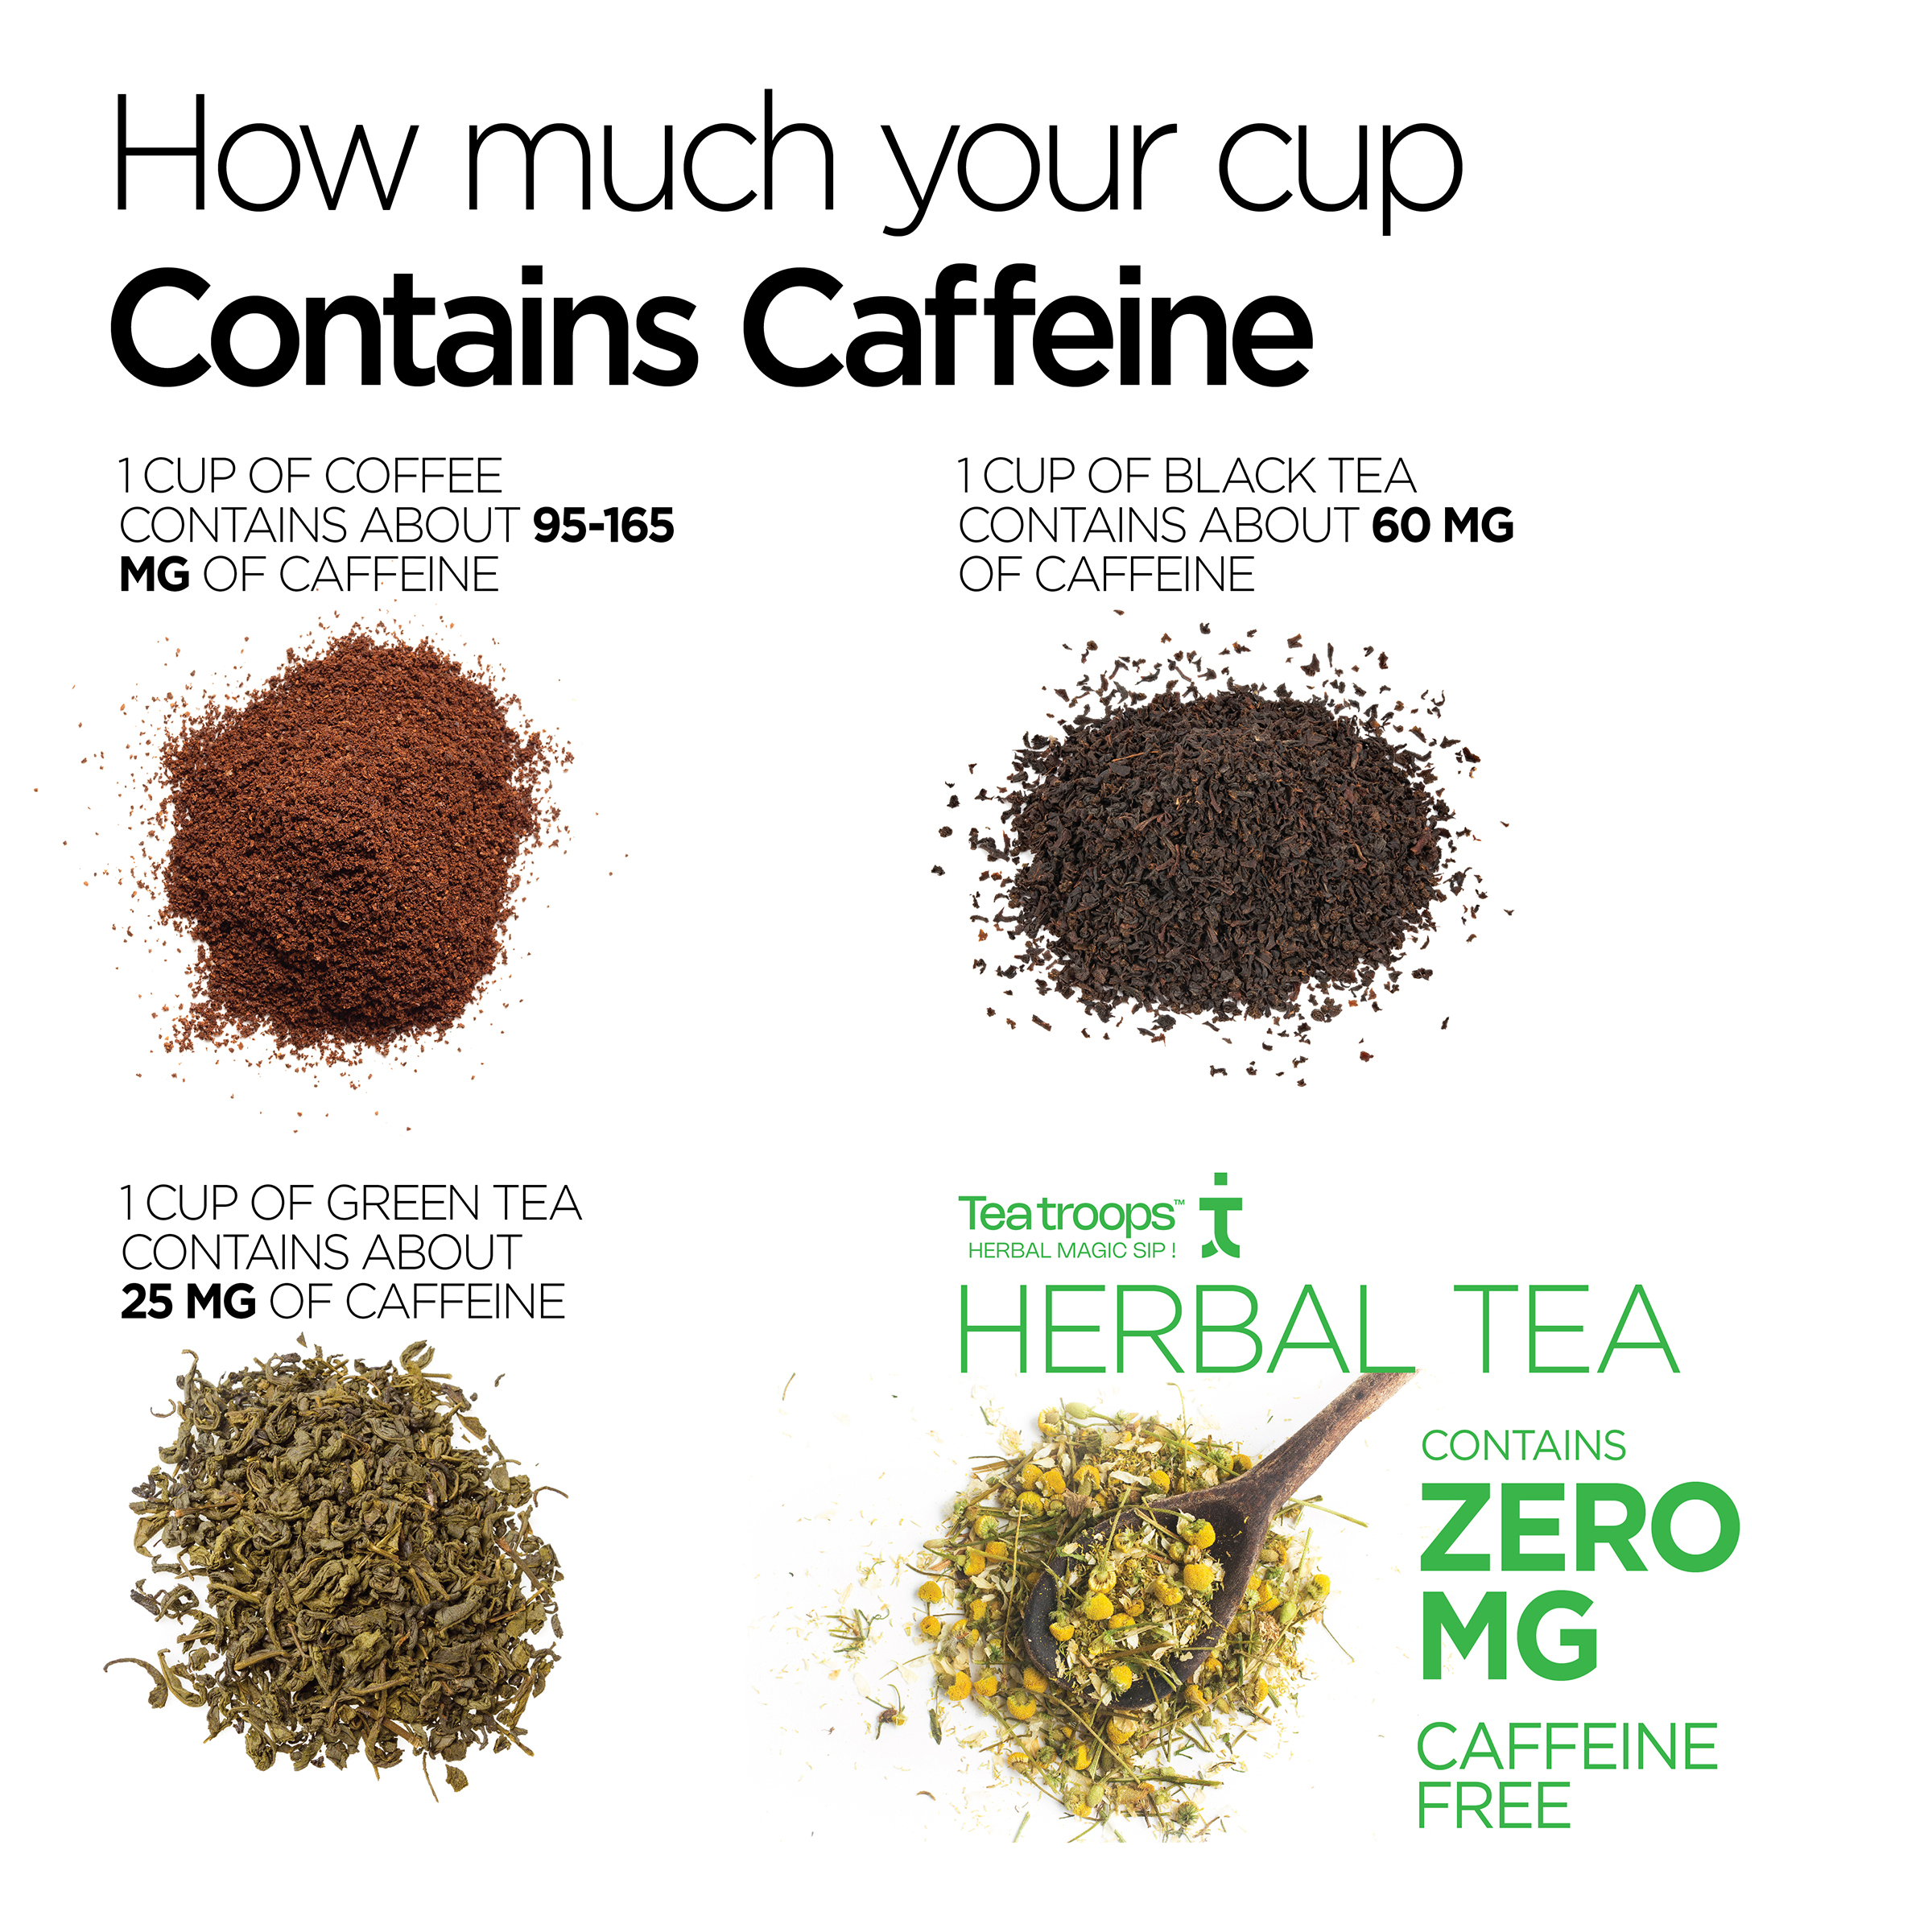 How much your cup
Contains Caffeine
1 CUP OF COFFEE
CONTAINS ABOUT 95-165
MG OF CAFFEINE
1 CUP OF BLACK TEA
CONTAINS ABOUT 60 MG
OF CAFFEINE
1 CUP OF GREEN TEA
CONTAINS ABOUT
25 MG OF CAFFEINE
Teatroops™
HERBAL MAGIC SIP !
HERBAL TEA
CONTAINS
ZERO
MG
CAFFEINE
FREE